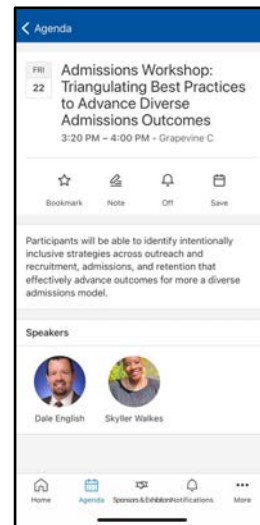 Agenda
FRI
22
Admissions Workshop:
Triangulating Best Practices
to Advance Diverse
Admissions Outcomes
3:20 PM – 4:00 PM • Grapevine C
Bookmark Note Off Save
Participants will be able to identify intentionally
inclusive strategies across outreach and
recruitment, admissions, and retention that
effectively advance outcomes for more a diverse
admissions model.
Speakers
Dale English Skyller Walkes
Home Agenda Sponsors & Exhibitors Notifications More